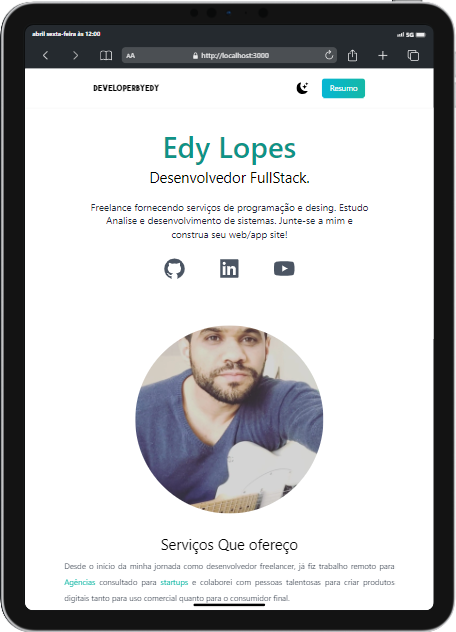 abril sexta-feira às 12:00
5G
AA
http://localhost:3000
DEVELOPERBYEDY
Resumo
Edy Lopes
Desenvolvedor FullStack.
Freelance fornecendo serviços de programação e desing. Estudo
Analise e desenvolvimento de sistemas. Junte-se a mim e
construa seu web/app site!
in
Serviços Que ofereço
Desde o início da minha jornada como desenvolvedor freelancer, já fiz trabalho remoto para
Agências consultado para startups e colaborei com pessoas talentosas para criar produtos
digitais tanto para uso comercial quanto para o consumidor final.